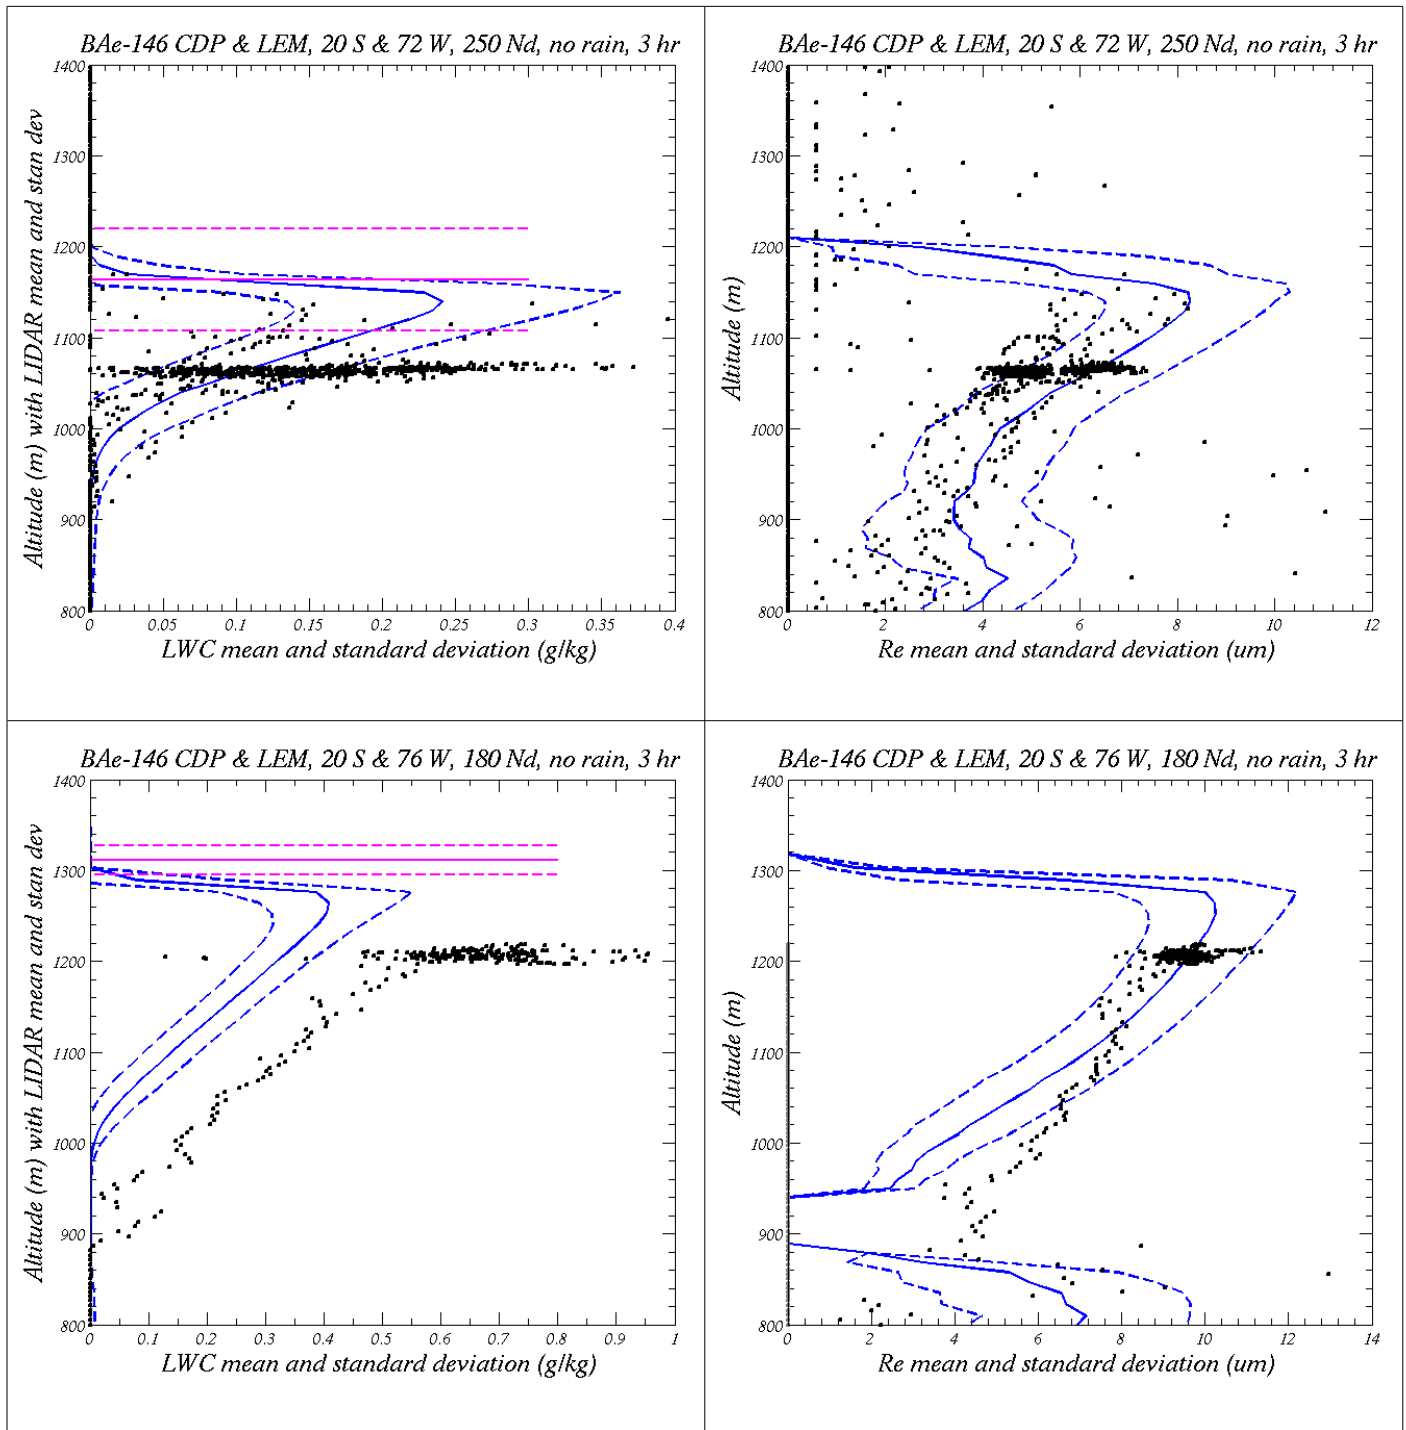 BAe-146 CDP & LEM, 20 S & 72 W, 250 Nd, no rain, 3 hr
Altitude (m) with LIDAR mean and stan dev
1400
1300
1200
1100
1000
900
800
0 0.05 0.1 0.15 0.2 0.25 0.3 0.35 0.4
LWC mean and standard deviation (g/kg)
BAe-146 CDP & LEM, 20 S & 72 W, 250 Nd, no rain, 3 hr
Altitude (m)
1400
1300
1200
1100
1000
900
800
0 2 4 6 8 10 12
Re mean and standard deviation (um)
BAe-146 CDP & LEM, 20 S & 76 W, 180 Nd, no rain, 3 hr
Altitude (m) with LIDAR mean and stan dev
1400
1300
1200
1100
1000
900
800
0 0.1 0.2 0.3 0.4 0.5 0.6 0.7 0.8 0.9 1
LWC mean and standard deviation (g/kg)
BAe-146 CDP & LEM, 20 S & 76 W, 180 Nd, no rain, 3 hr
Altitude (m)
1400
1300
1200
1100
1000
900
800
0 2 4 6 8 10 12 14
Re mean and standard deviation (um)